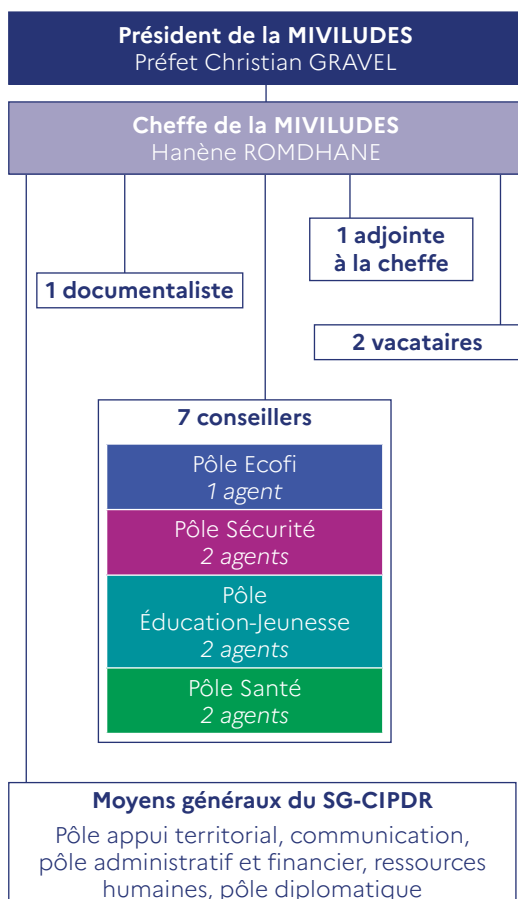 Président de la MIVILUDES
Préfet Christian GRAVEL
Cheffe de la MIVILUDES
Hanène ROMDHANE
1 adjointe
à la cheffe
1 documentaliste
2 vacataires
7 conseillers
Pôle Ecofi
1 agent
Pôle Sécurité
2 agents
Pôle
Éducation-Jeunesse
2 agents
Pôle Santé
2 agents
Moyens généraux du SG-CIPDR
Pôle appui territorial, communication,
pôle administratif et financier, ressources
humaines, pôle diplomatique